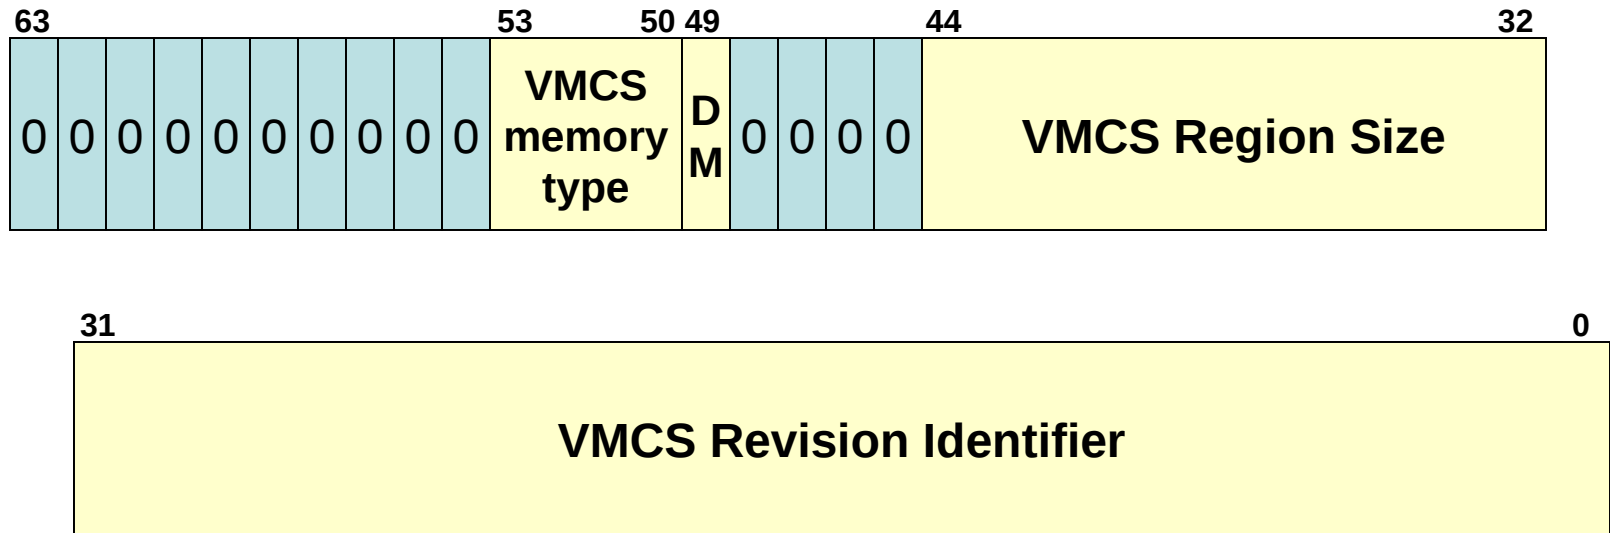 63 53 50 49 44 32
0 0 0 0 0 0 0 0 0 0
VMCS
memory
type
D
M
0 0 0 0
VMCS Region Size
31 0
VMCS Revision Identifier